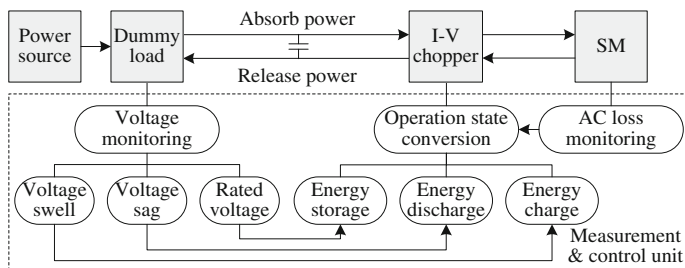 Power
source
Dummy
load
Absorb power
Release power
I-V
chopper
SM
Voltage
monitoring
Operation state
conversion
AC loss
monitoring
Voltage
swell
Voltage
sag
Rated
voltage
Energy
storage
Energy
discharge
Energy
charge
Measurement
& control unit